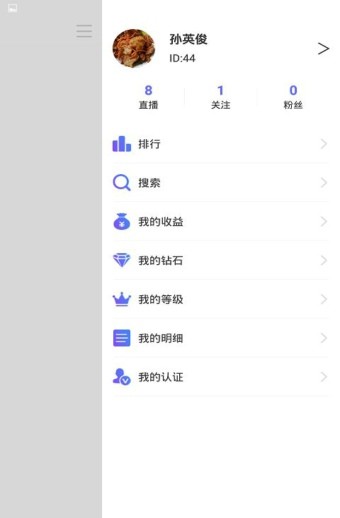 孙英俊
ID:44
8 1 0
直播 关注 粉丝
排行
搜索
我的收益
我的钻石
我的等级
我的明细
我的认证